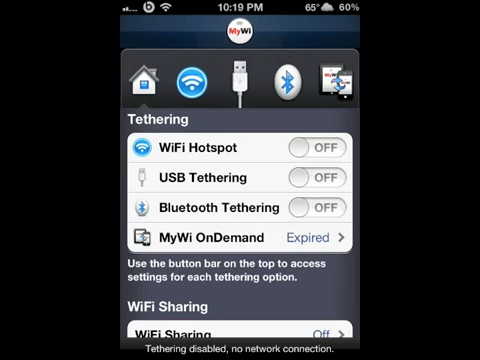 10:19 PM 65° 60%
MyWi
Tethering
WiFi Hotspot OFF
USB Tethering OFF
Bluetooth Tethering OFF
MyWi OnDemand Expired
Use the button bar on the top to access
settings for each tethering option.
WiFi Sharing
WiFi Sharing Off
Tethering disabled, no network connection.